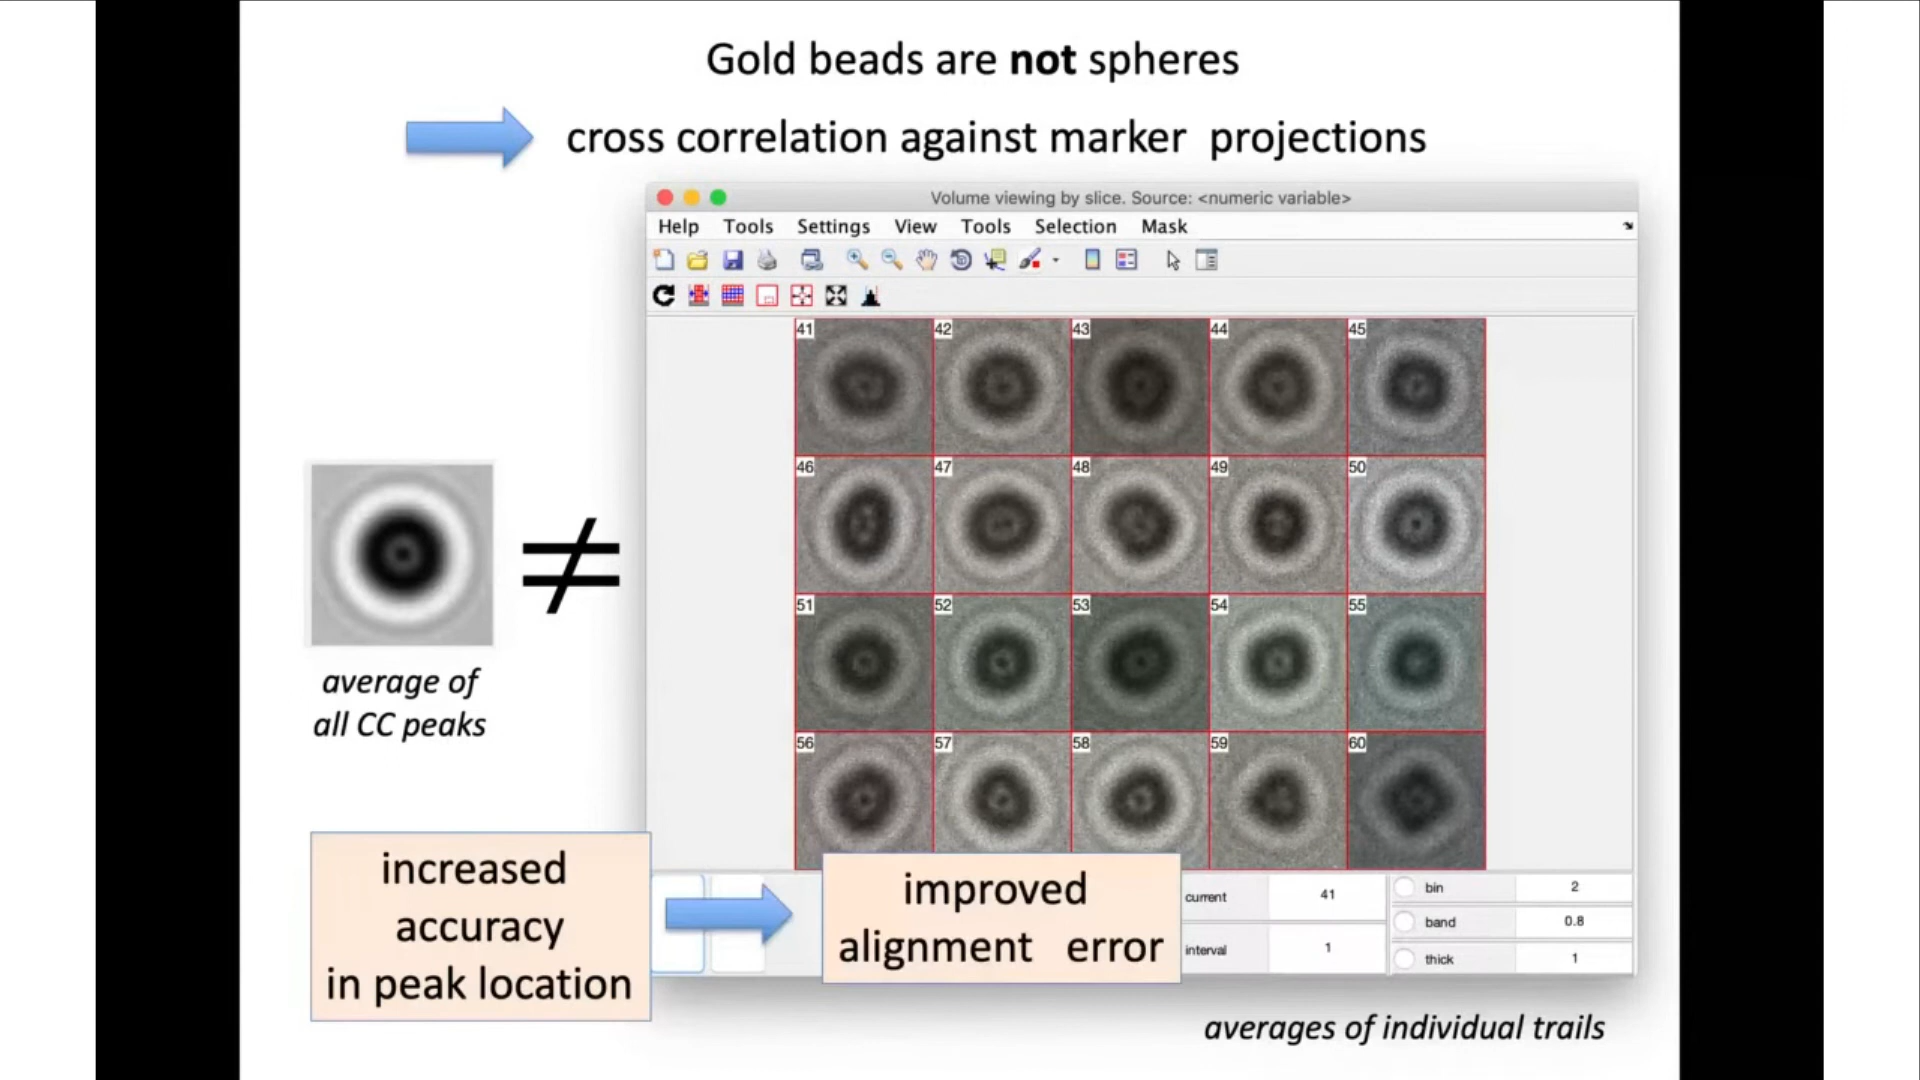 Gold beads are not spheres
cross correlation against marker projections
Volume viewing by slice. Source: <numeric variable>
Help Tools Settings View Tools Selection Mask
41 42 43 44 45
46 47 48 49 50
51 52 53 54 55
56 57 58 59 60
≠
average of
all CC peaks
increased
accuracy
in peak location
improved
alignment error
current 41
interval 1
bin 2
band 0.8
thick 1
averages of individual trails